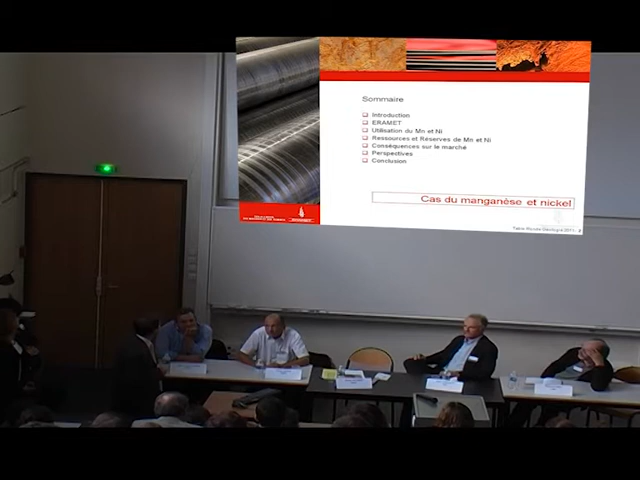 Sommaire
Introduction
ERAMET
Utilisation du Mn et Ni
Ressources et Réserves de Mn et Ni
Conséquences sur le marché
Perspectives
Conclusion
Cas du manganèse et nickel